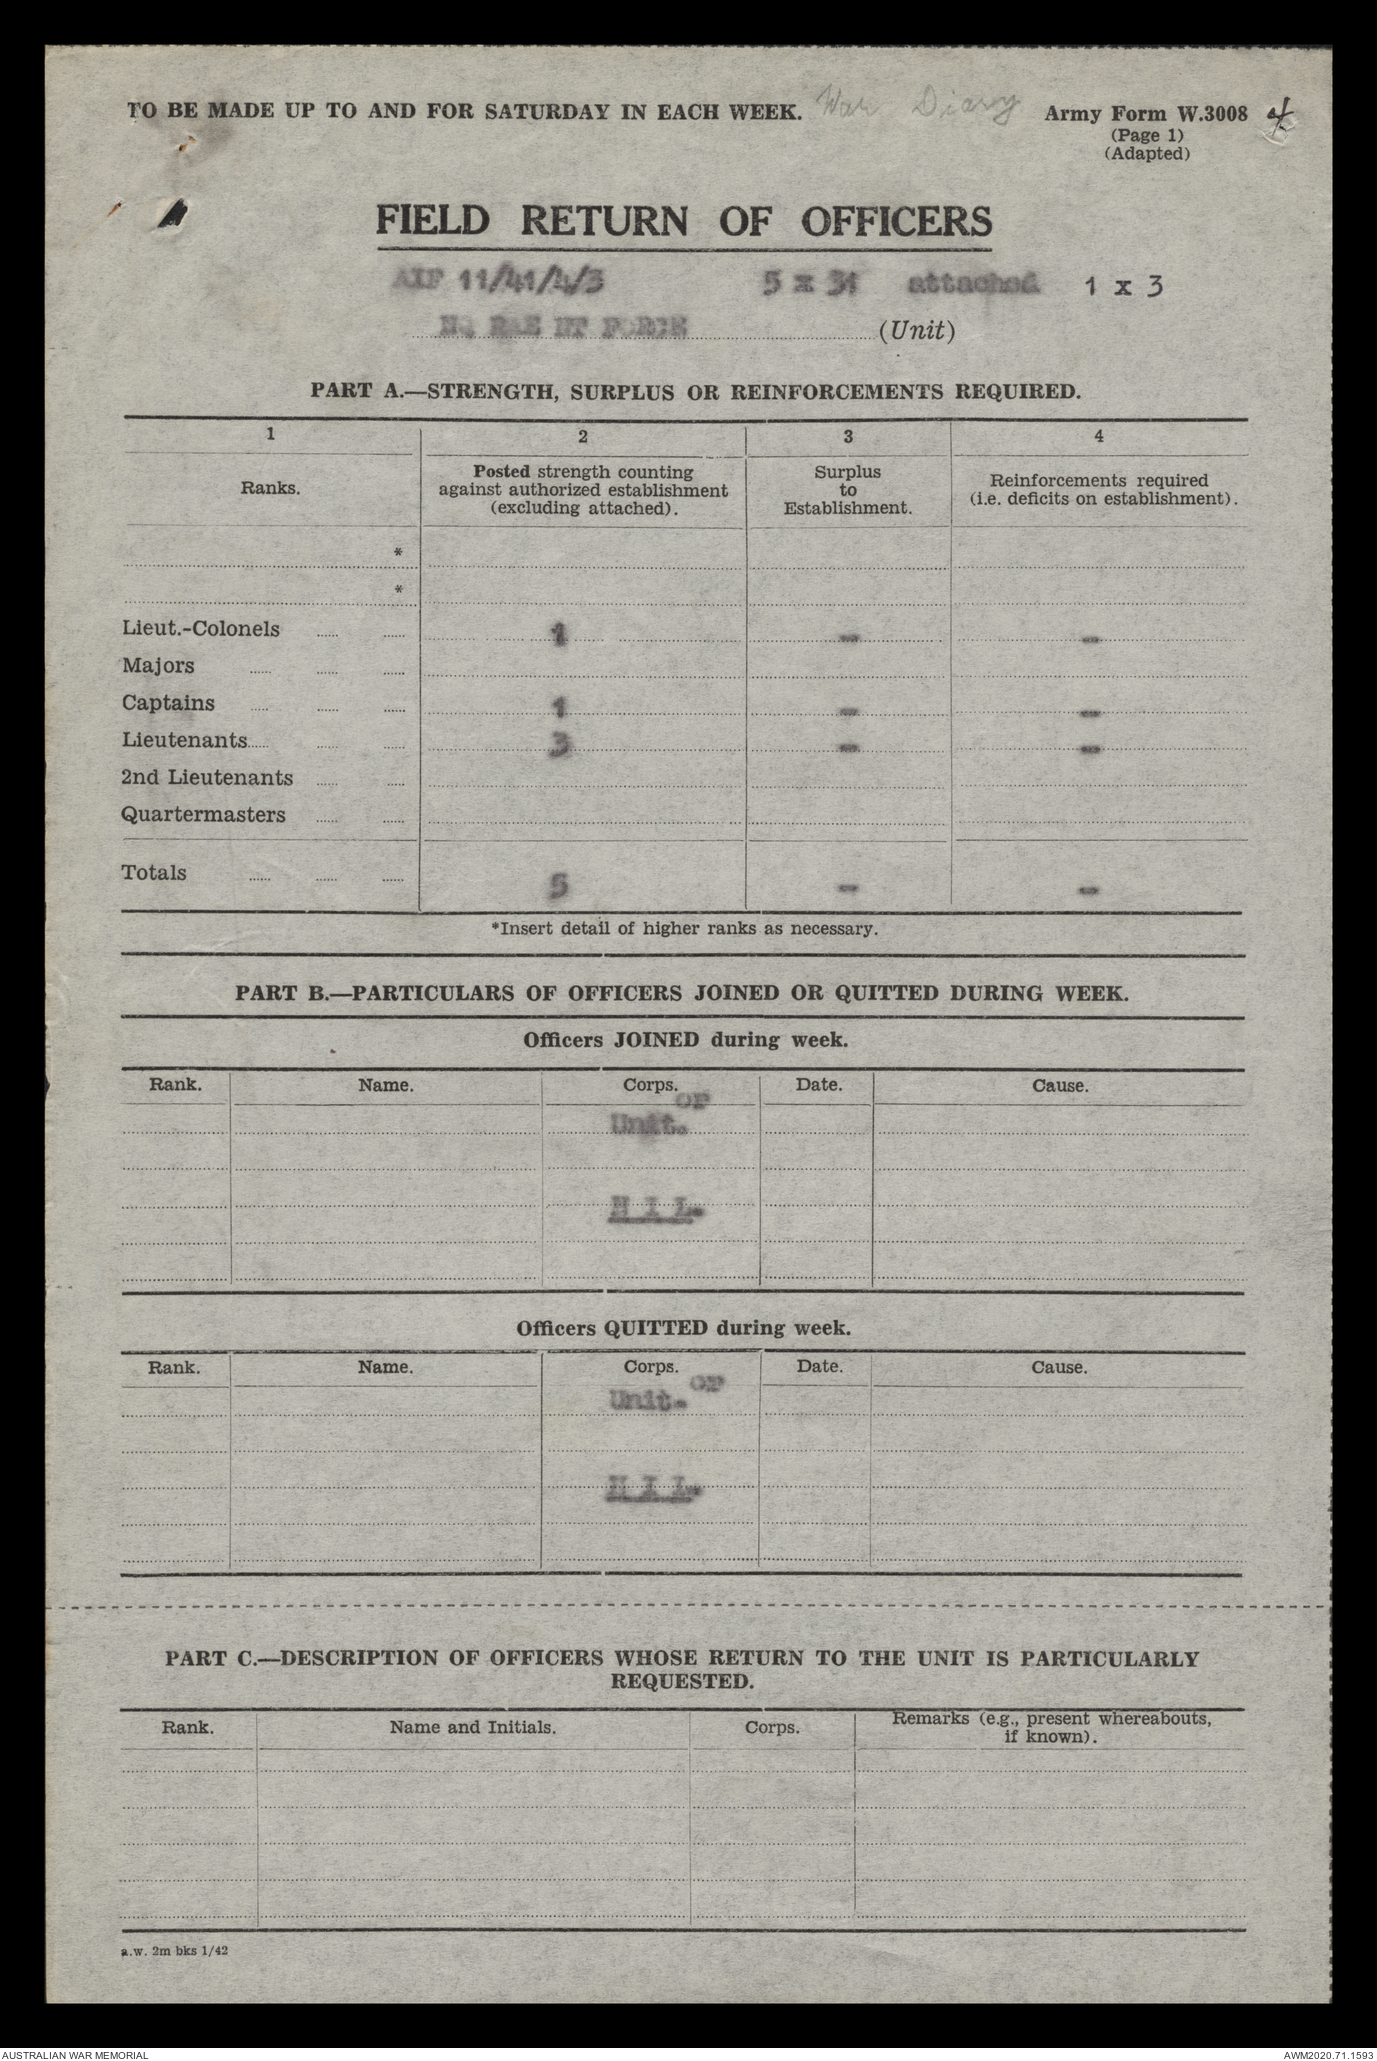 TO BE MADE UP TO AND FOR SATURDAY IN EACH WEEK. War Diary Army Form W.3008
(Page 1)
(Adapted)
FIELD RETURN OF OFFICERS
AIF 11/41/4/3 5 x 31 attached 1 x 3
HQ RAE NT FORCE (Unit)
PART A.—STRENGTH, SURPLUS OR REINFORCEMENTS REQUIRED.
1 2 3 4
Ranks. Posted strength counting against authorized establishment (excluding attached). Surplus to Establishment. Reinforcements required (i.e. deficits on establishment).
*
*
Lieut.-Colonels 1 - -
Majors
Captains 1 - -
Lieutenants 3 - -
2nd Lieutenants
Quartermasters
Totals 5 - -
*Insert detail of higher ranks as necessary.
PART B.—PARTICULARS OF OFFICERS JOINED OR QUITTED DURING WEEK.
Officers JOINED during week.
Rank. Name. Corps. or Date. Cause.
Unit.
N I L.
Officers QUITTED during week.
Rank. Name. Corps. or Date. Cause.
Unit.
N I L.
PART C.—DESCRIPTION OF OFFICERS WHOSE RETURN TO THE UNIT IS PARTICULARLY
REQUESTED.
Rank. Name and Initials. Corps. Remarks (e.g., present whereabouts, if known).
a.w. 2m bks 1/42
AUSTRALIAN WAR MEMORIAL AWM2020.71.1593